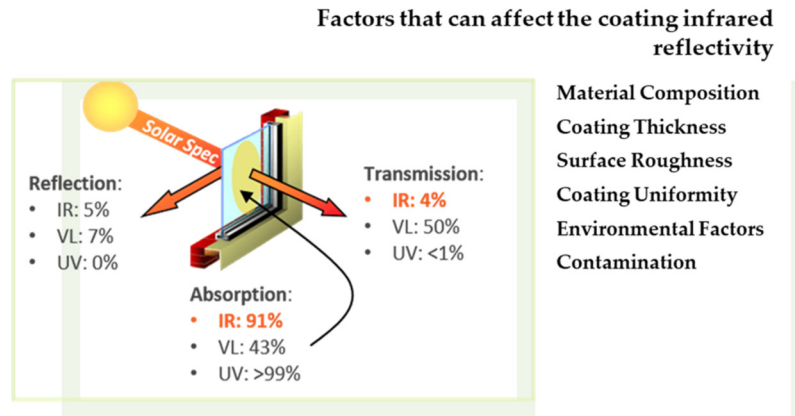 Factors that can affect the coating infrared
reflectivity
Solar Spec
Reflection:
• IR: 5%
• VL: 7%
• UV: 0%
Transmission:
• IR: 4%
• VL: 50%
• UV: <1%
Absorption:
• IR: 91%
• VL: 43%
• UV: >99%
Material Composition
Coating Thickness
Surface Roughness
Coating Uniformity
Environmental Factors
Contamination